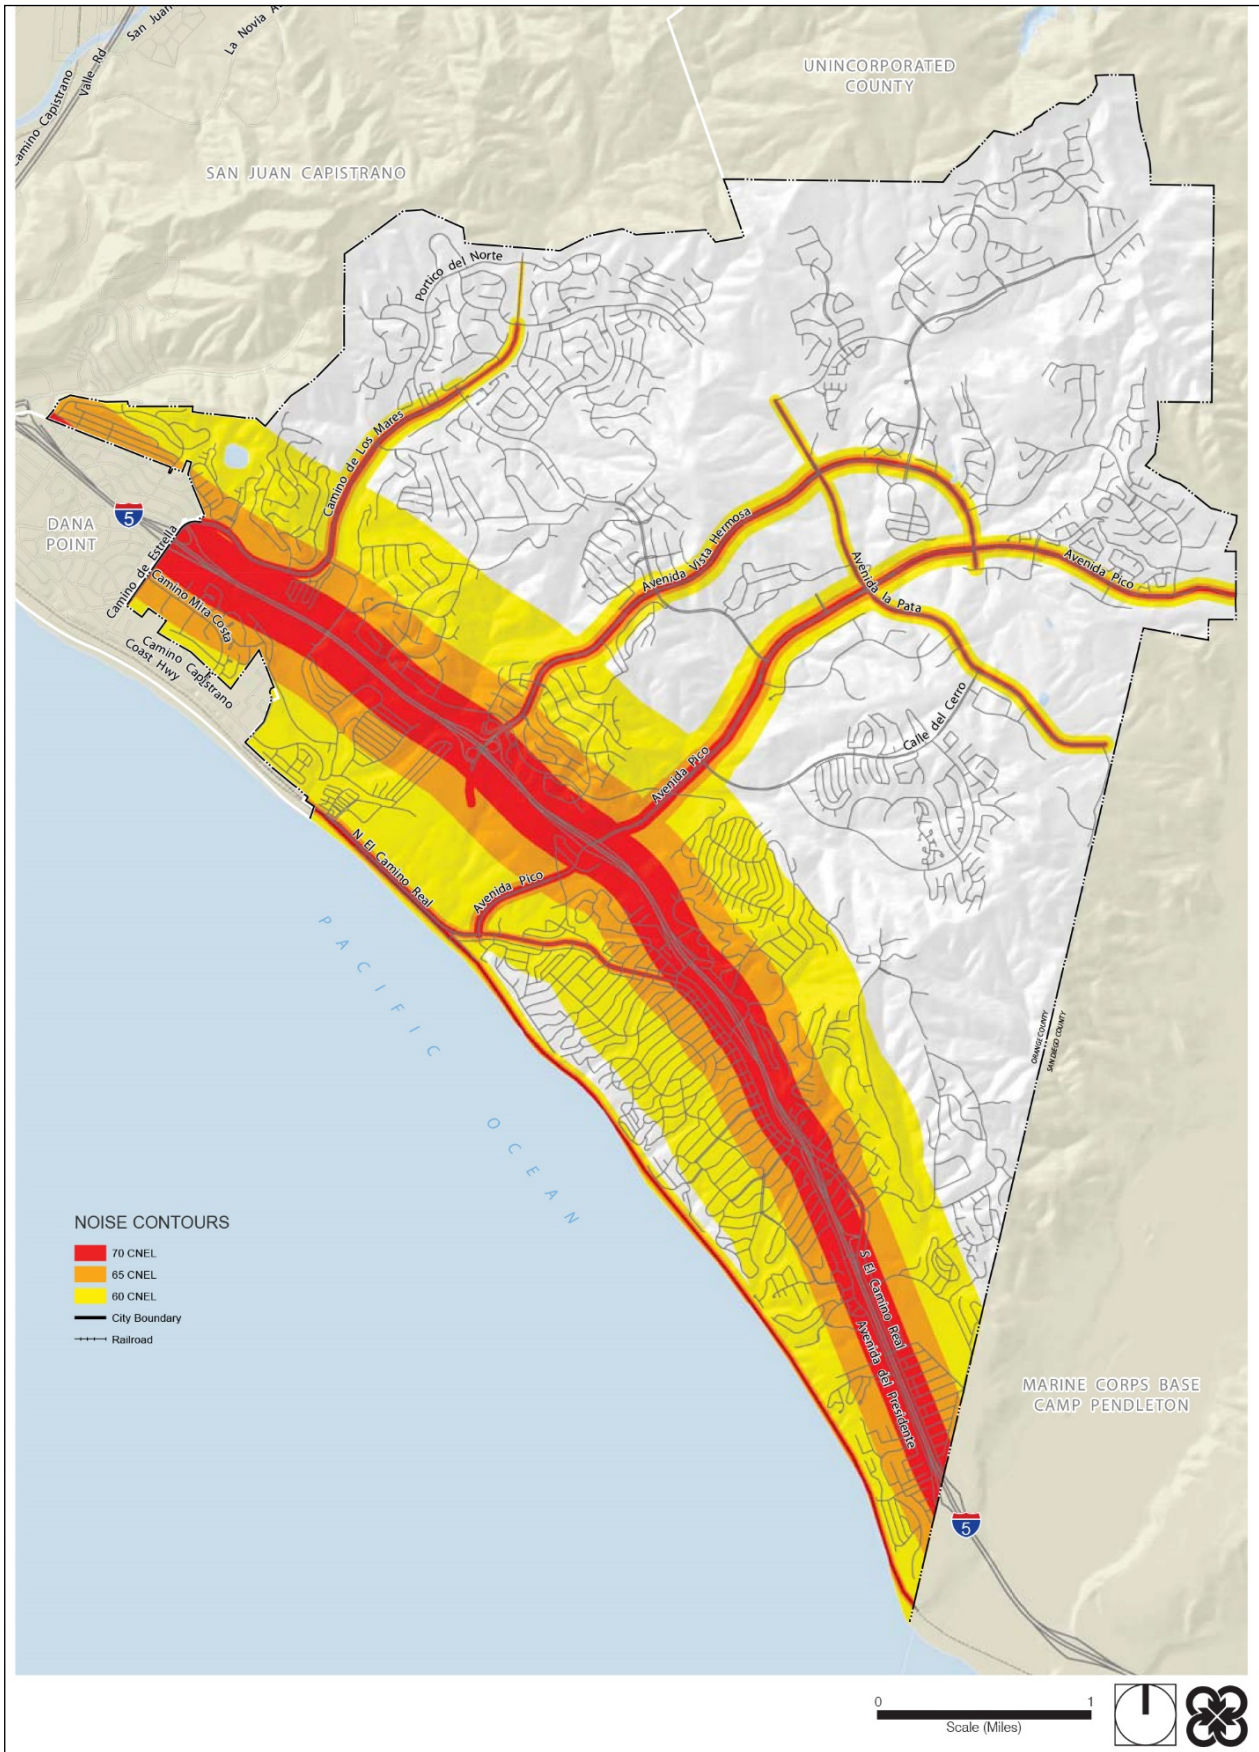 San Juan
La Novia A
Camino Capistrano
Valle Rd
UNINCORPORATED
COUNTY
SAN JUAN CAPISTRANO
Portico del Norte
Camino de Los Mares
5
DANA
POINT
Camino de Estrella
Camino Mira Costa
Camino Capistrano
Coast Hwy
Avenida Vista Hermosa
Avenida la Pata
Avenida Pico
Calle del Cerro
Avenida Pico
N El Camino Real
Avenida Pico
PACIFIC OCEAN
ORANGE COUNTY
SAN DIEGO COUNTY
NOISE CONTOURS
70 CNEL
65 CNEL
60 CNEL
City Boundary
Railroad
S El Camino Real
Avenida del Presidente
MARINE CORPS BASE
CAMP PENDLETON
5
0 1
Scale (Miles)